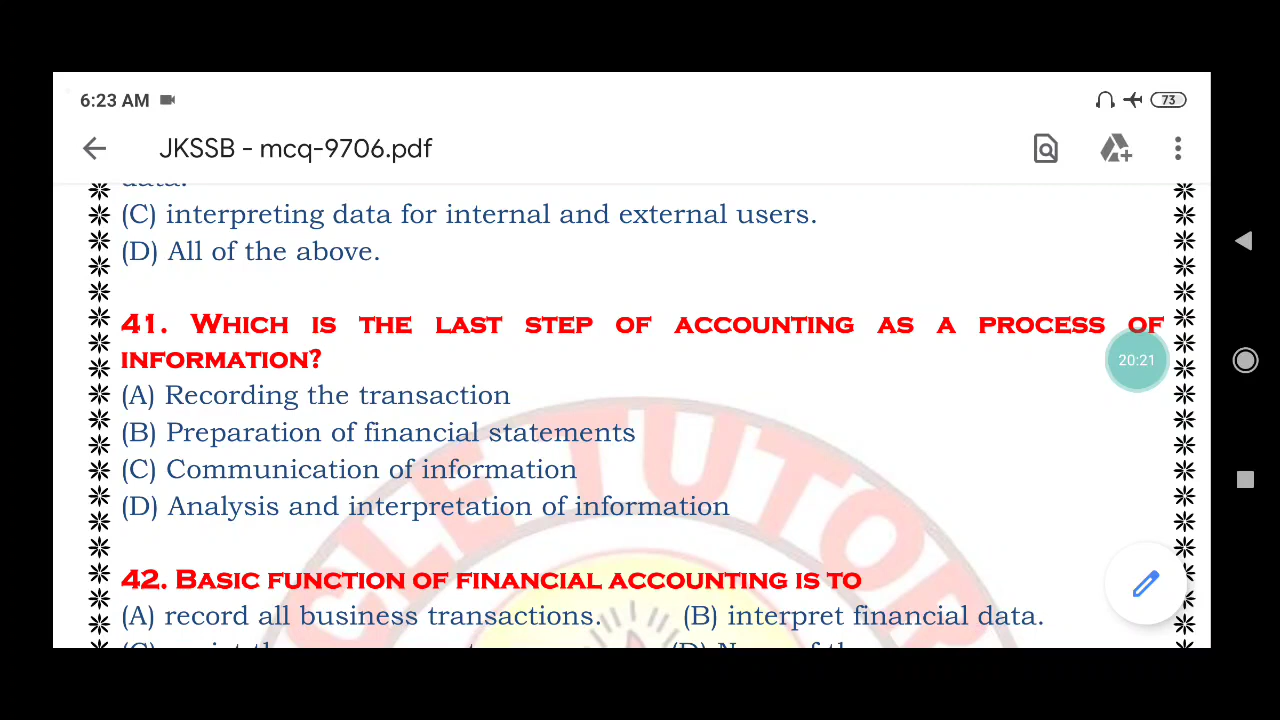 6:23 AM
73
JKSSB - mcq-9706.pdf
data.
(C) interpreting data for internal and external users.
(D) All of the above.
41. WHICH IS THE LAST STEP OF ACCOUNTING AS A PROCESS OF
INFORMATION?
20:21
(A) Recording the transaction
(B) Preparation of financial statements
(C) Communication of information
(D) Analysis and interpretation of information
42. BASIC FUNCTION OF FINANCIAL ACCOUNTING IS TO
(A) record all business transactions. (B) interpret financial data.
CLE TUTOR